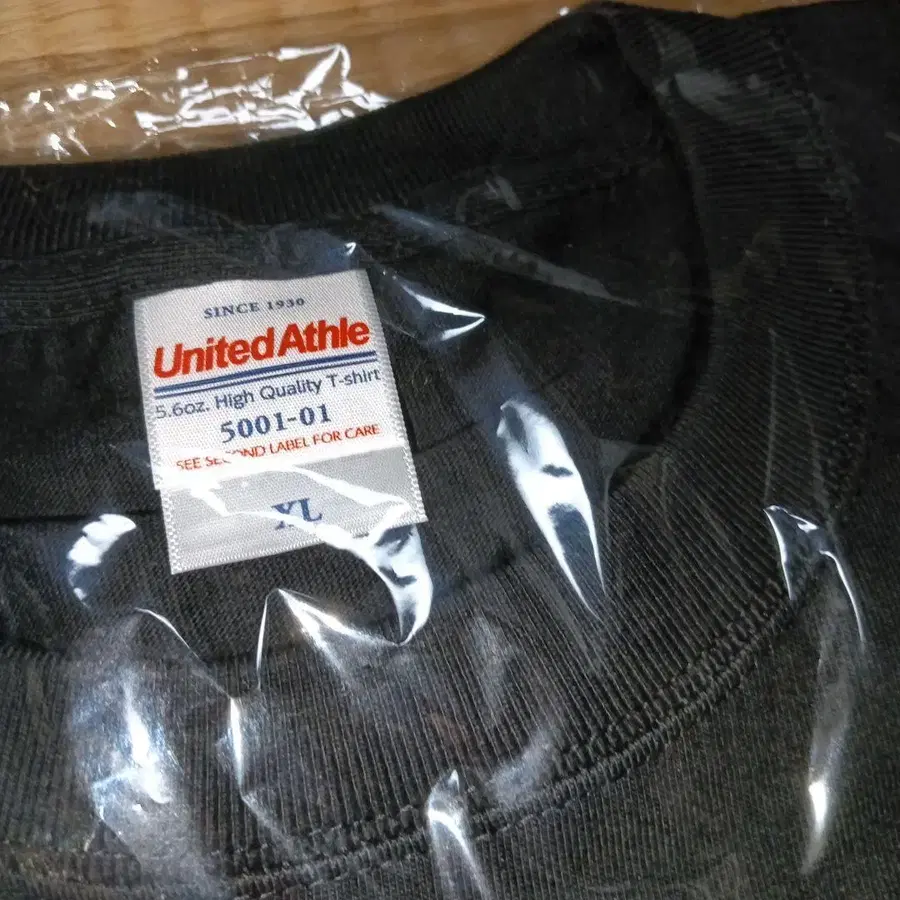 SINCE 1930
United Athle
5.6oz. High Quality T-shirt
5001-01
SEE SECOND LABEL FOR CARE
XL